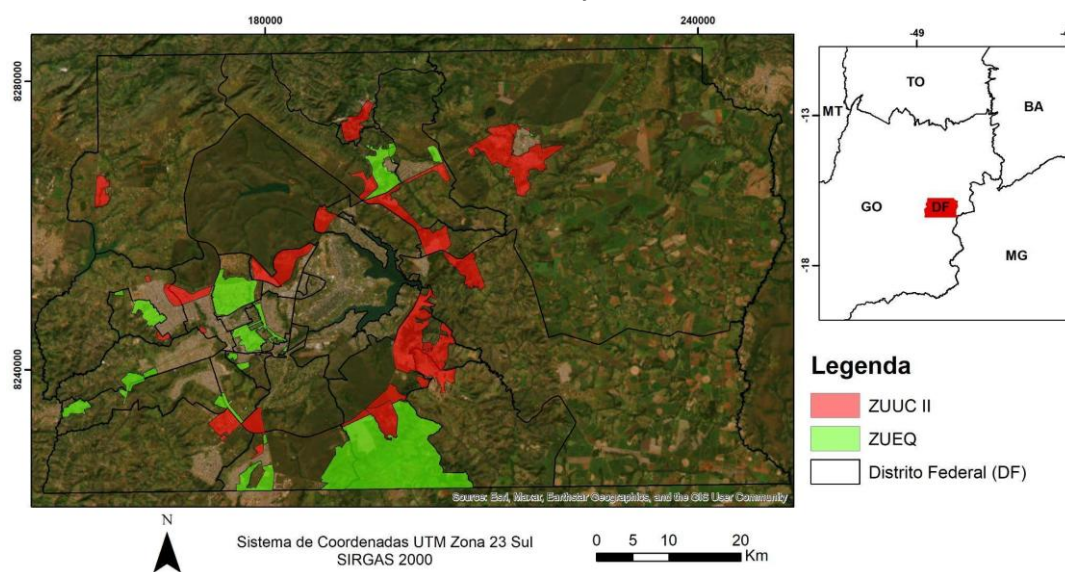 180000
240000
8280000
8240000
Source: Esri, Maxar, Earthstar Geographics, and the GIS User Community
-49
-13
-18
TO
BA
MT
GO
DF
MG
Legenda
ZUUC II
ZUEQ
Distrito Federal (DF)
N
Sistema de Coordenadas UTM Zona 23 Sul
SIRGAS 2000
0 5 10 20
Km